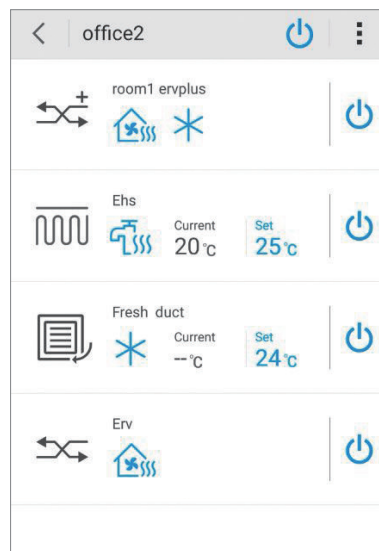 office2
room1 ervplus
Ehs
Current Set
20°C 25°C
Fresh duct
Current Set
--°C 24°C
Erv